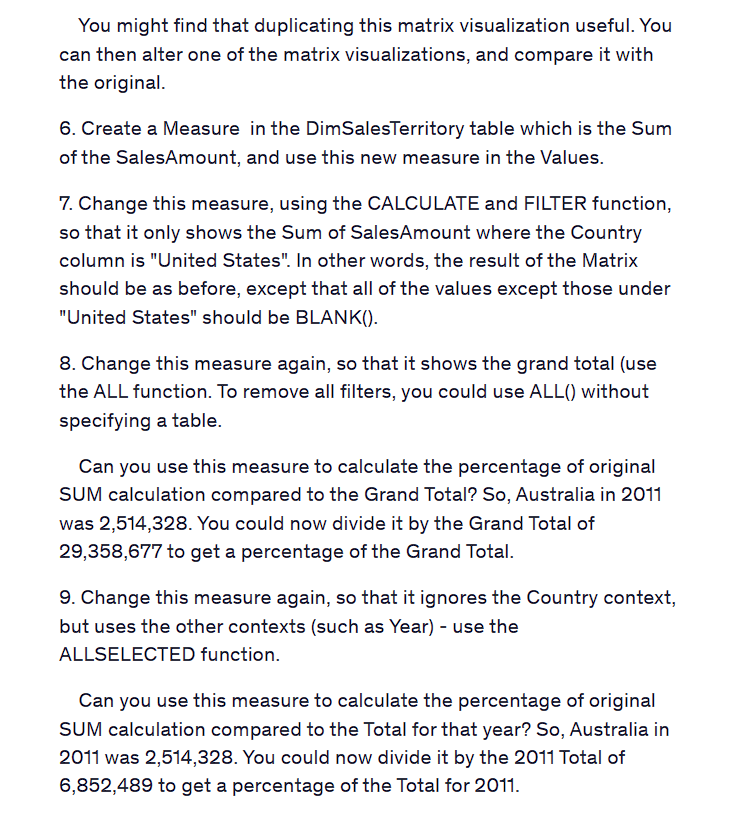 You might find that duplicating this matrix visualization useful. You
can then alter one of the matrix visualizations, and compare it with
the original.
6. Create a Measure  in the DimSalesTerritory table which is the Sum
of the SalesAmount, and use this new measure in the Values.
7. Change this measure, using the CALCULATE and FILTER function,
so that it only shows the Sum of SalesAmount where the Country
column is "United States". In other words, the result of the Matrix
should be as before, except that all of the values except those under
"United States" should be BLANK().
8. Change this measure again, so that it shows the grand total (use
the ALL function. To remove all filters, you could use ALL() without
specifying a table.
Can you use this measure to calculate the percentage of original
SUM calculation compared to the Grand Total? So, Australia in 2011
was 2,514,328. You could now divide it by the Grand Total of
29,358,677 to get a percentage of the Grand Total.
9. Change this measure again, so that it ignores the Country context,
but uses the other contexts (such as Year) - use the
ALLSELECTED function.
Can you use this measure to calculate the percentage of original
SUM calculation compared to the Total for that year? So, Australia in
2011 was 2,514,328. You could now divide it by the 2011 Total of
6,852,489 to get a percentage of the Total for 2011.